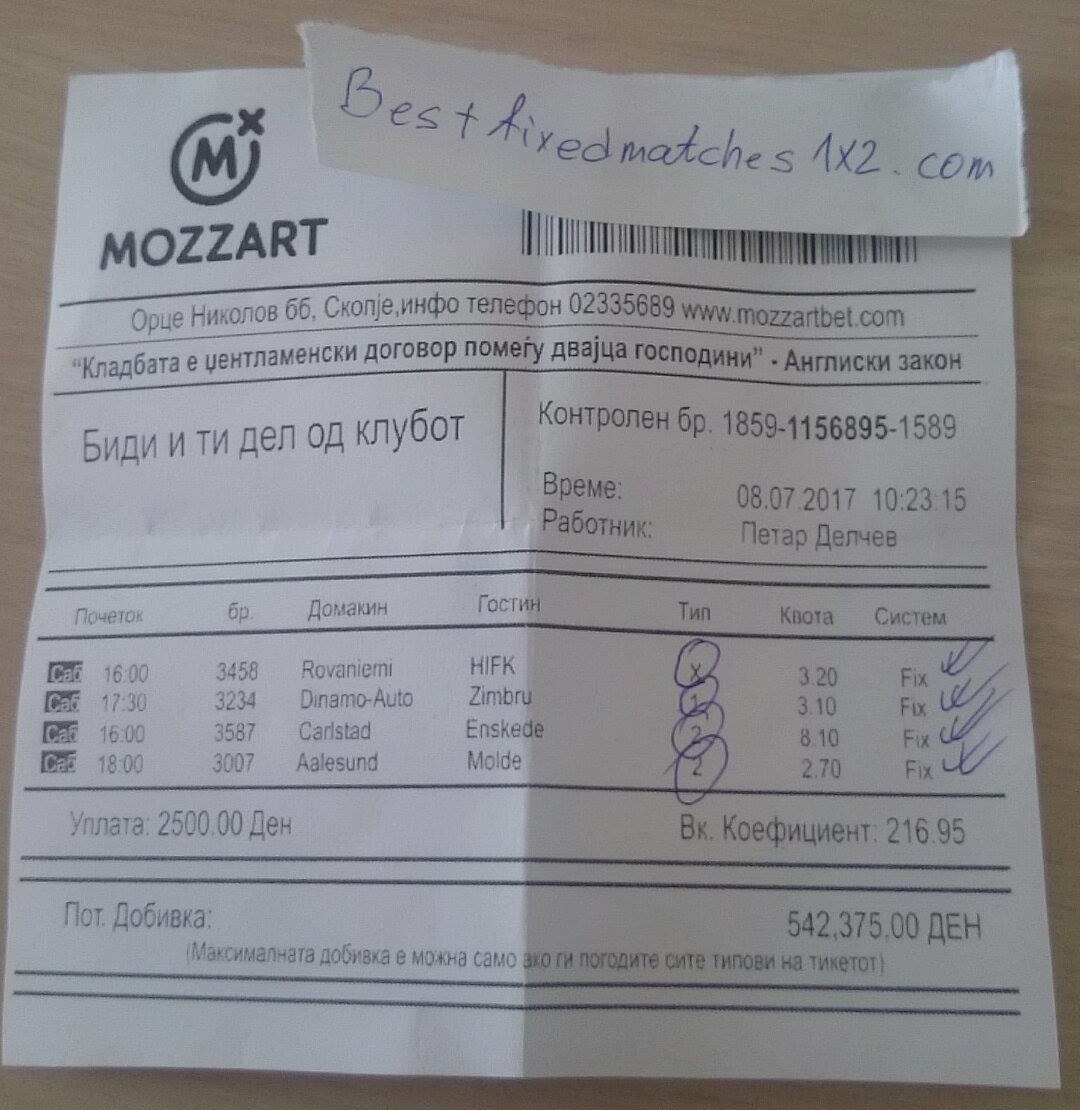 Best fixedmatches 1X2.com
MOZZART
Орце Николов бб, Скопје,инфо телефон 02335689 www.mozzartbet.com
“Кладбата е џентламенски договор помеѓу двајца господини” - Англиски закон
Биди и ти дел од клубот
Контролен бр. 1859-1156895-1589
Време: 08.07.2017 10:23:15
Работник: Петар Делчев
Почеток бр. Домакин Гостин Тип Квота Систем
Саб 16:00 3458 Rovaniemi HIFK X 3.20 Fix
Саб 17:30 3234 Dinamo-Auto Zimbru 1 3.10 Fix
Саб 16:00 3587 Carlstad Enskede 2 8.10 Fix
Саб 18:00 3007 Aalesund Molde 2 2.70 Fix
Уплата: 2500.00 Ден Вк. Коефициент: 216.95
Пот. Добивка: 542,375,00 ДЕН
(Максималната добивка е можна само ако ги погодите сите типови на тикетот)